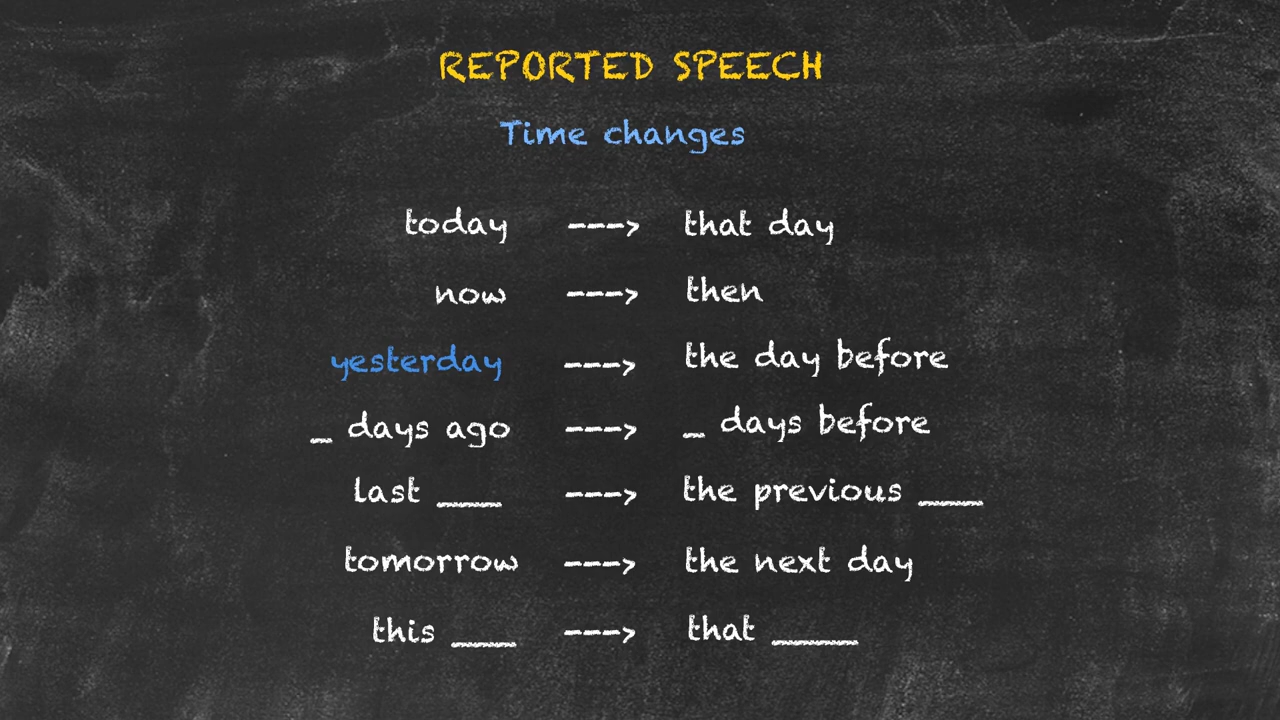 REPORTED SPEECH
Time changes
today ---> that day
now ---> then
yesterday ---> the day before
_ days ago ---> _ days before
last ___ ---> the previous ___
tomorrow ---> the next day
this ___ ---> that ____